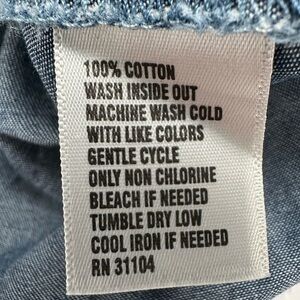 100% COTTON
WASH INSIDE OUT
MACHINE WASH COLD
WITH LIKE COLORS
GENTLE CYCLE
ONLY NON CHLORINE
BLEACH IF NEEDED
TUMBLE DRY LOW
COOL IRON IF NEEDED
RN 31104